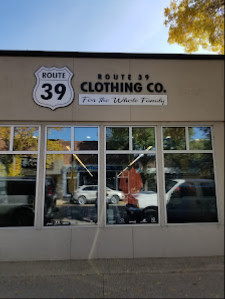 ROUTE
39
ROUTE 39
CLOTHING CO.
For the Whole Family